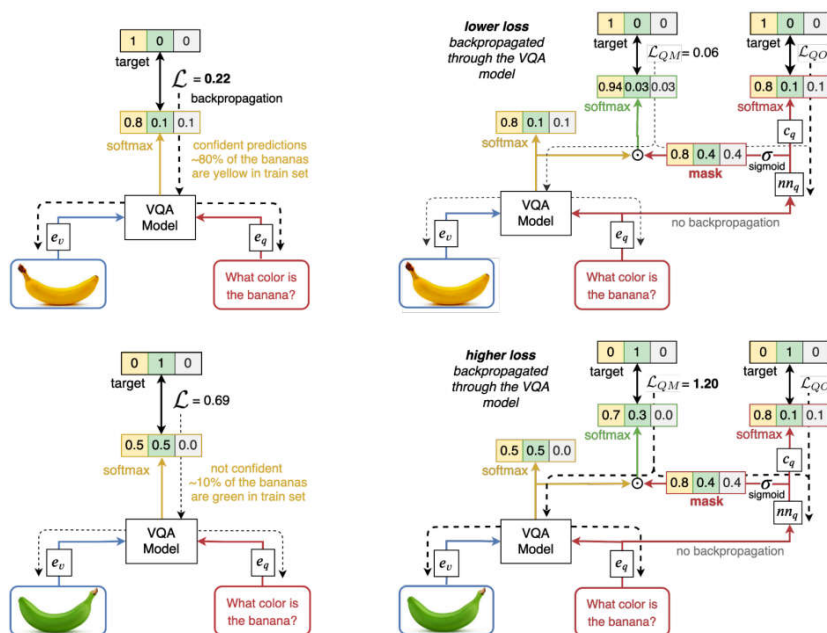 1 0 0
target
ℒ = 0.22
backpropagation
0.8 0.1 0.1
softmax
confident predictions
~80% of the bananas
are yellow in train set
VQA
Model
e_v
e_q
What color is
the banana?
lower loss
backpropagated
through the VQA
model
1 0 0
target
ℒ_QM = 0.06
0.94 0.03 0.03
softmax
1 0 0
target
ℒ_QO
0.8 0.1 0.1
softmax
c_q
0.8 0.1 0.1
softmax
⊙
0.8 0.4 0.4
mask
σ
sigmoid
nn_q
VQA
Model
no backpropagation
e_v
e_q
What color is
the banana?
0 1 0
target
ℒ = 0.69
0.5 0.5 0.0
softmax
not confident
~10% of the bananas
are green in train set
VQA
Model
e_v
e_q
What color is
the banana?
higher loss
backpropagated
through the VQA
model
0 1 0
target
ℒ_QM = 1.20
0.7 0.3 0.0
softmax
0 1 0
target
0.8 0.1 0.1
softmax
c_q
0.5 0.5 0.0
softmax
⊙
0.8 0.4 0.4
mask
σ
sigmoid
nn_q
VQA
Model
no backpropagation
e_v
e_q
What color is
the banana?